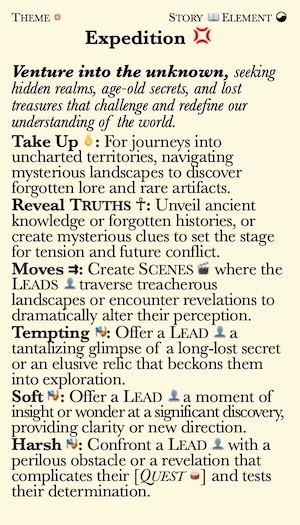 THEME 💮 STORY 📖 ELEMENT ☯
Expedition 💢
Venture into the unknown, seeking
hidden realms, age-old secrets, and lost
treasures that challenge and redefine our
understanding of the world.
Take Up 👌: For journeys into
uncharted territories, navigating
mysterious landscapes to discover
forgotten lore and rare artifacts.
Reveal TRUTHS ☥: Unveil ancient
knowledge or forgotten histories, or
create mysterious clues to set the stage
for tension and future conflict.
Moves ⇉: Create SCENES 🎬 where the
LEADS 👤 traverse treacherous
landscapes or encounter revelations to
dramatically alter their perception.
Tempting 🎭: Offer a LEAD 👤 a
tantalizing glimpse of a long-lost secret
or an elusive relic that beckons them
into exploration.
Soft 🎭: Offer a LEAD 👤 a moment of
insight or wonder at a significant discovery,
providing clarity or new direction.
Harsh 🎭: Confront a LEAD 👤 with a
perilous obstacle or a revelation that
complicates their [QUEST 🥁] and tests
their determination.